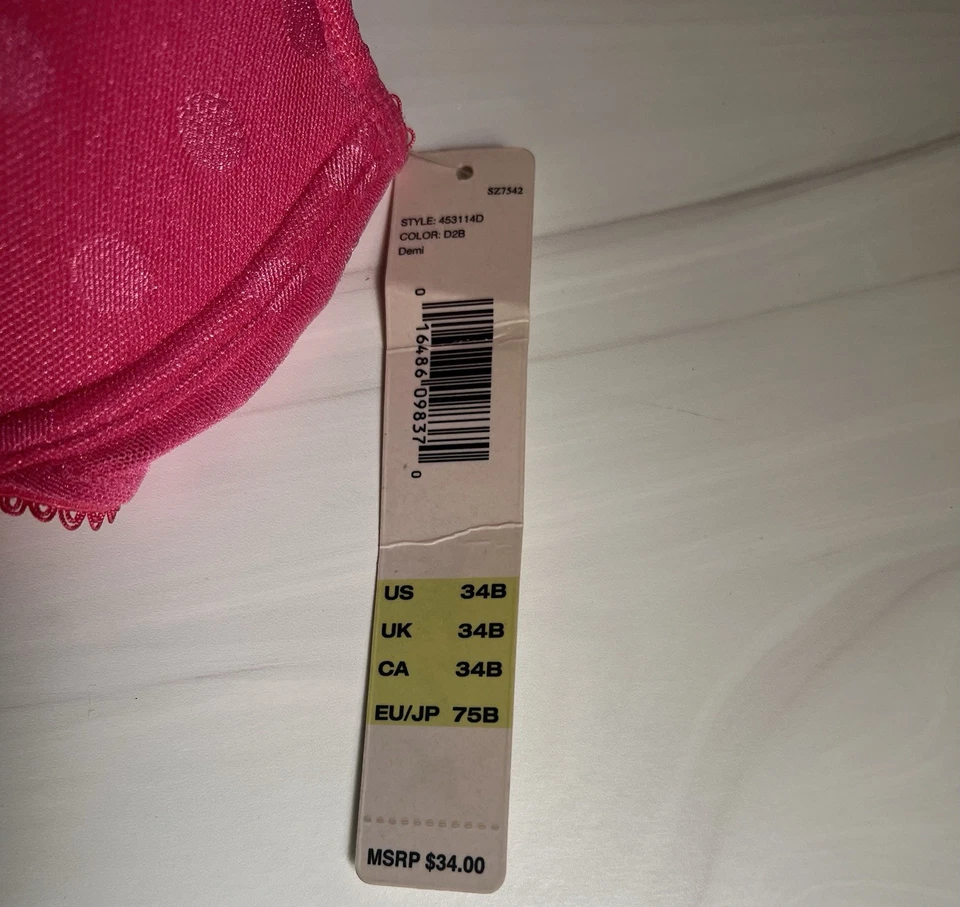 SZ7542
STYLE: 453114D
COLOR: D2B
Demi
0 16486 09837 0
US 34B
UK 34B
CA 34B
EU/JP 75B
MSRP $34.00